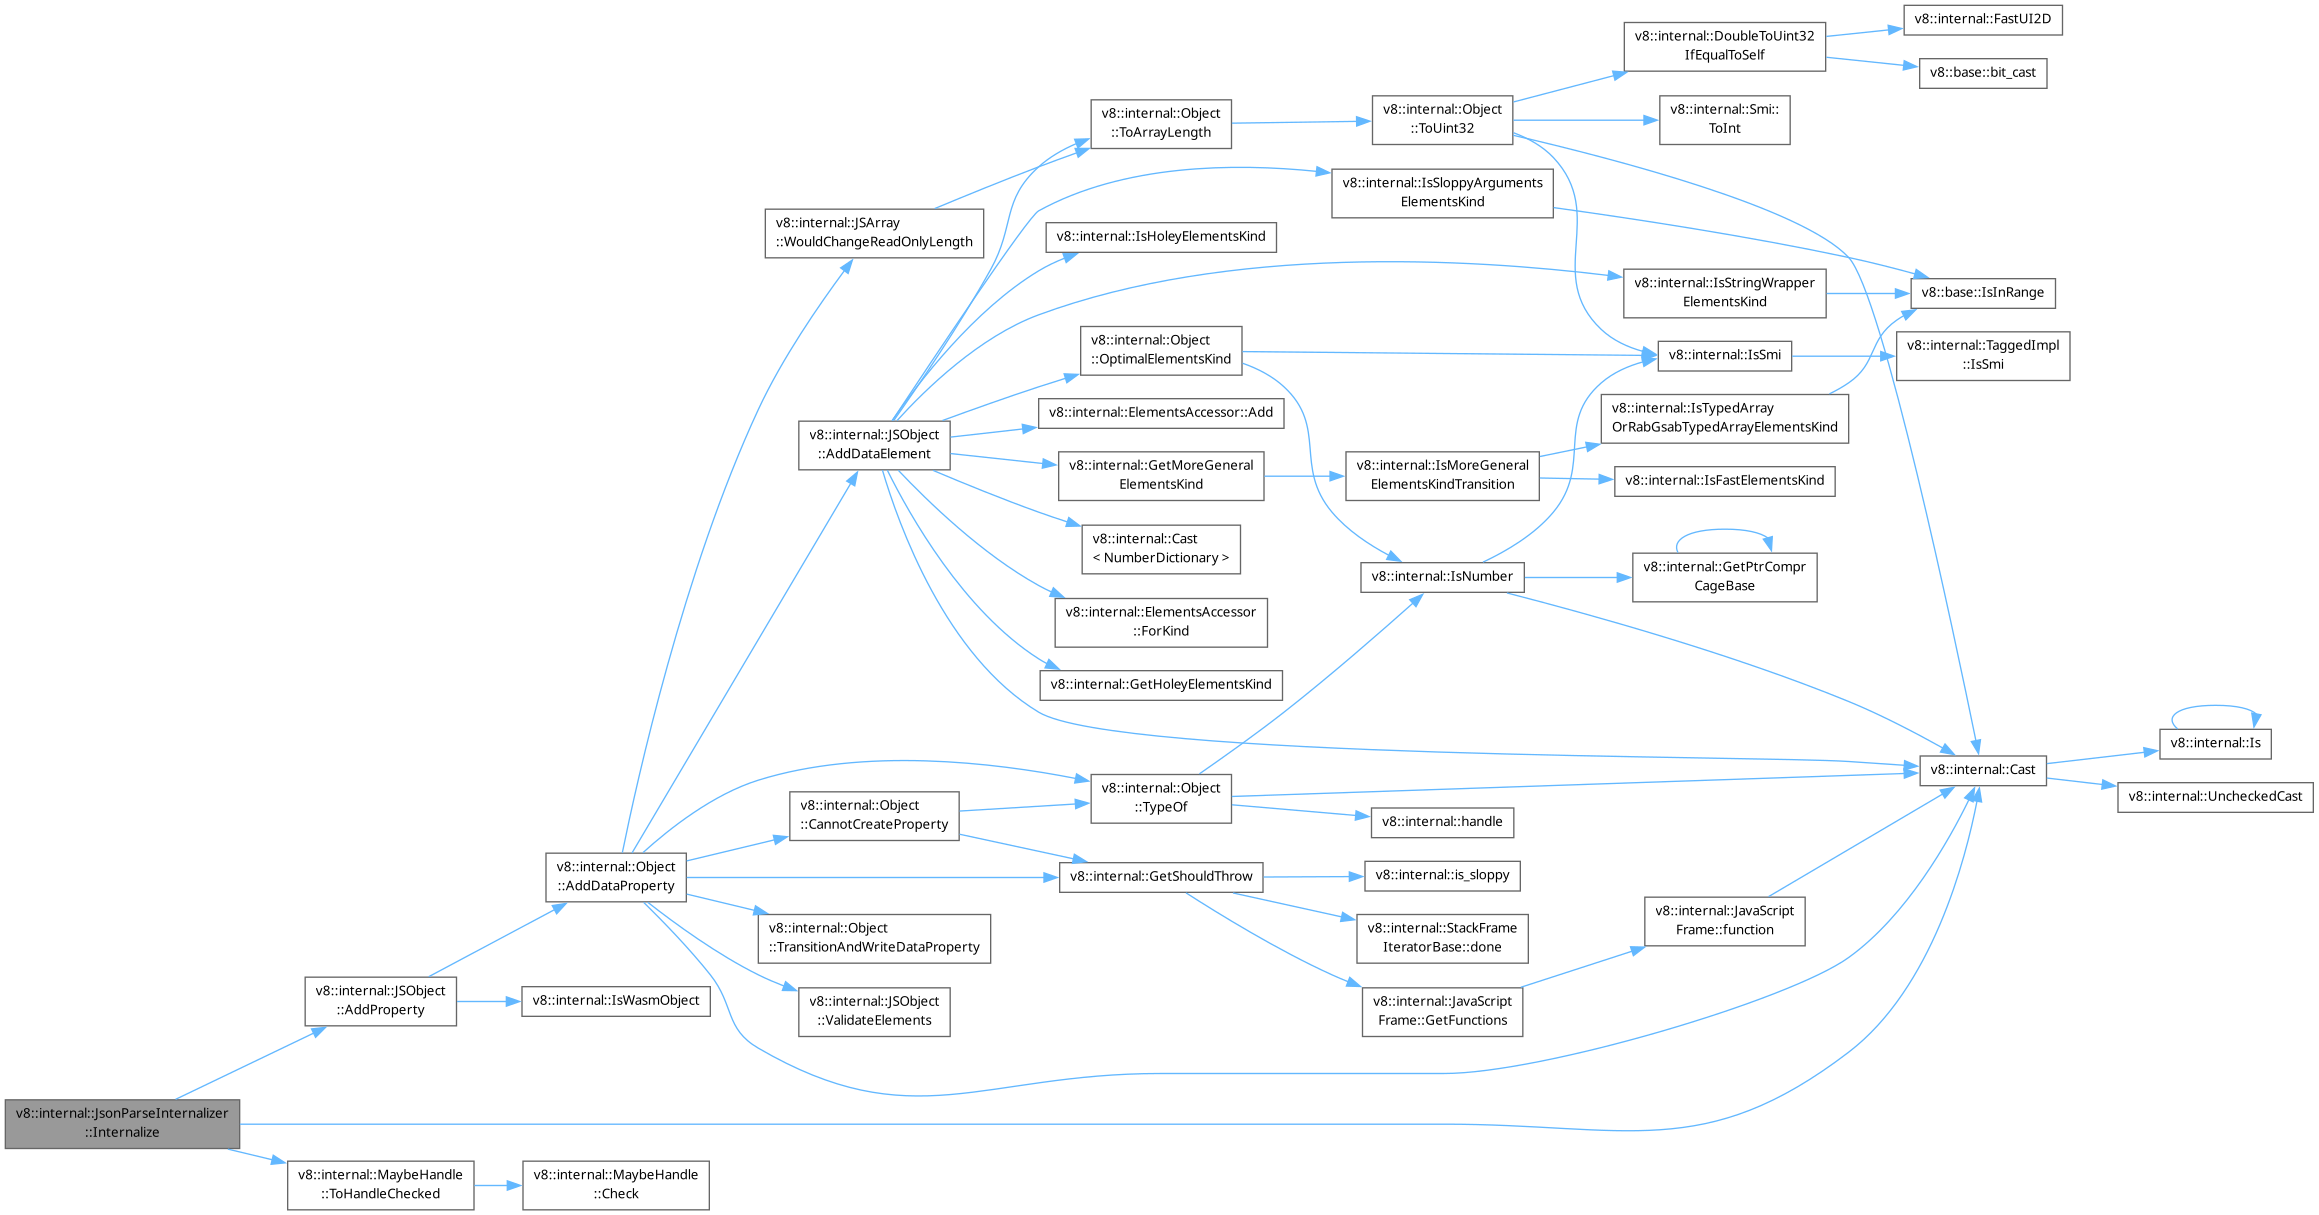 v8::internal::FastUI2D
v8::internal::DoubleToUint32
IfEqualToSelf
v8::base::bit_cast
v8::internal::Object
::ToArrayLength
v8::internal::Object
::ToUint32
v8::internal::Smi::
ToInt
v8::internal::IsSloppyArguments
ElementsKind
v8::internal::JSArray
::WouldChangeReadOnlyLength
v8::internal::IsHoleyElementsKind
v8::internal::IsStringWrapper
ElementsKind
v8::base::IsInRange
v8::internal::Object
::OptimalElementsKind
v8::internal::IsSmi
v8::internal::TaggedImpl
::IsSmi
v8::internal::ElementsAccessor::Add
v8::internal::IsTypedArray
OrRabGsabTypedArrayElementsKind
v8::internal::JSObject
::AddDataElement
v8::internal::GetMoreGeneral
ElementsKind
v8::internal::IsMoreGeneral
ElementsKindTransition
v8::internal::IsFastElementsKind
v8::internal::Cast
< NumberDictionary >
v8::internal::IsNumber
v8::internal::GetPtrCompr
CageBase
v8::internal::ElementsAccessor
::ForKind
v8::internal::GetHoleyElementsKind
v8::internal::Is
v8::internal::Cast
v8::internal::UncheckedCast
v8::internal::Object
::TypeOf
v8::internal::handle
v8::internal::Object
::CannotCreateProperty
v8::internal::Object
::AddDataProperty
v8::internal::GetShouldThrow
v8::internal::is_sloppy
v8::internal::StackFrame
IteratorBase::done
v8::internal::JavaScript
Frame::function
v8::internal::Object
::TransitionAndWriteDataProperty
v8::internal::JSObject
::AddProperty
v8::internal::IsWasmObject
v8::internal::JSObject
::ValidateElements
v8::internal::JavaScript
Frame::GetFunctions
v8::internal::JsonParseInternalizer
::Internalize
v8::internal::MaybeHandle
::ToHandleChecked
v8::internal::MaybeHandle
::Check